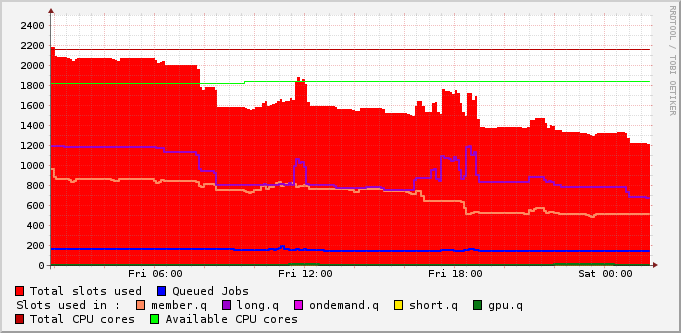 2400
2200
2000
1800
1600
1400
1200
1000
800
600
400
200
0
Fri 06:00 Fri 12:00 Fri 18:00 Sat 00:00
Total slots used Queued Jobs
Slots used in : member.q long.q ondemand.q short.q gpu.q
Total CPU cores Available CPU cores
RRDTOOL / TOBI OETIKER